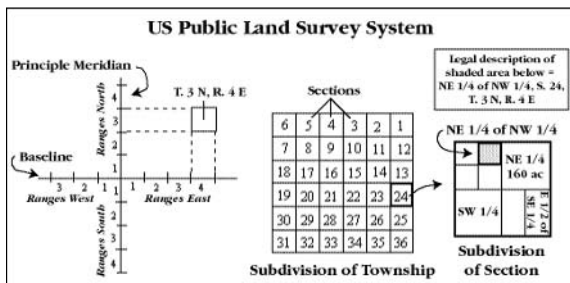 US Public Land Survey System
Principle Meridian
Ranges North
4
3
2
1
T. 3 N, R. 4 E
Baseline
3 2 1 1 2 3 4
Ranges West
Ranges East
Ranges South
1
2
3
4
Sections
6 5 4 3 2 1
7 8 9 10 11 12
18 17 16 15 14 13
19 20 21 22 23 24
30 29 28 27 26 25
31 32 33 34 35 36
Subdivision of Township
Legal description of
shaded area below =
NE 1/4 of NW 1/4, S. 24,
T. 3 N, R. 4 E
NE 1/4 of NW 1/4
NE 1/4
160 ac
SW 1/4
E 1/2 of
SE 1/4
Subdivision
of Section